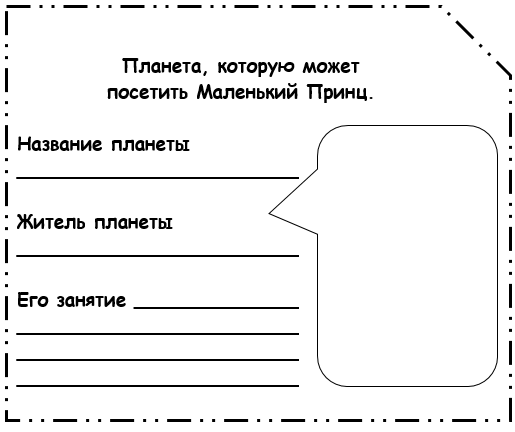 Планета, которую может
посетить Маленький Принц.
Название планеты
Житель планеты
Его занятие